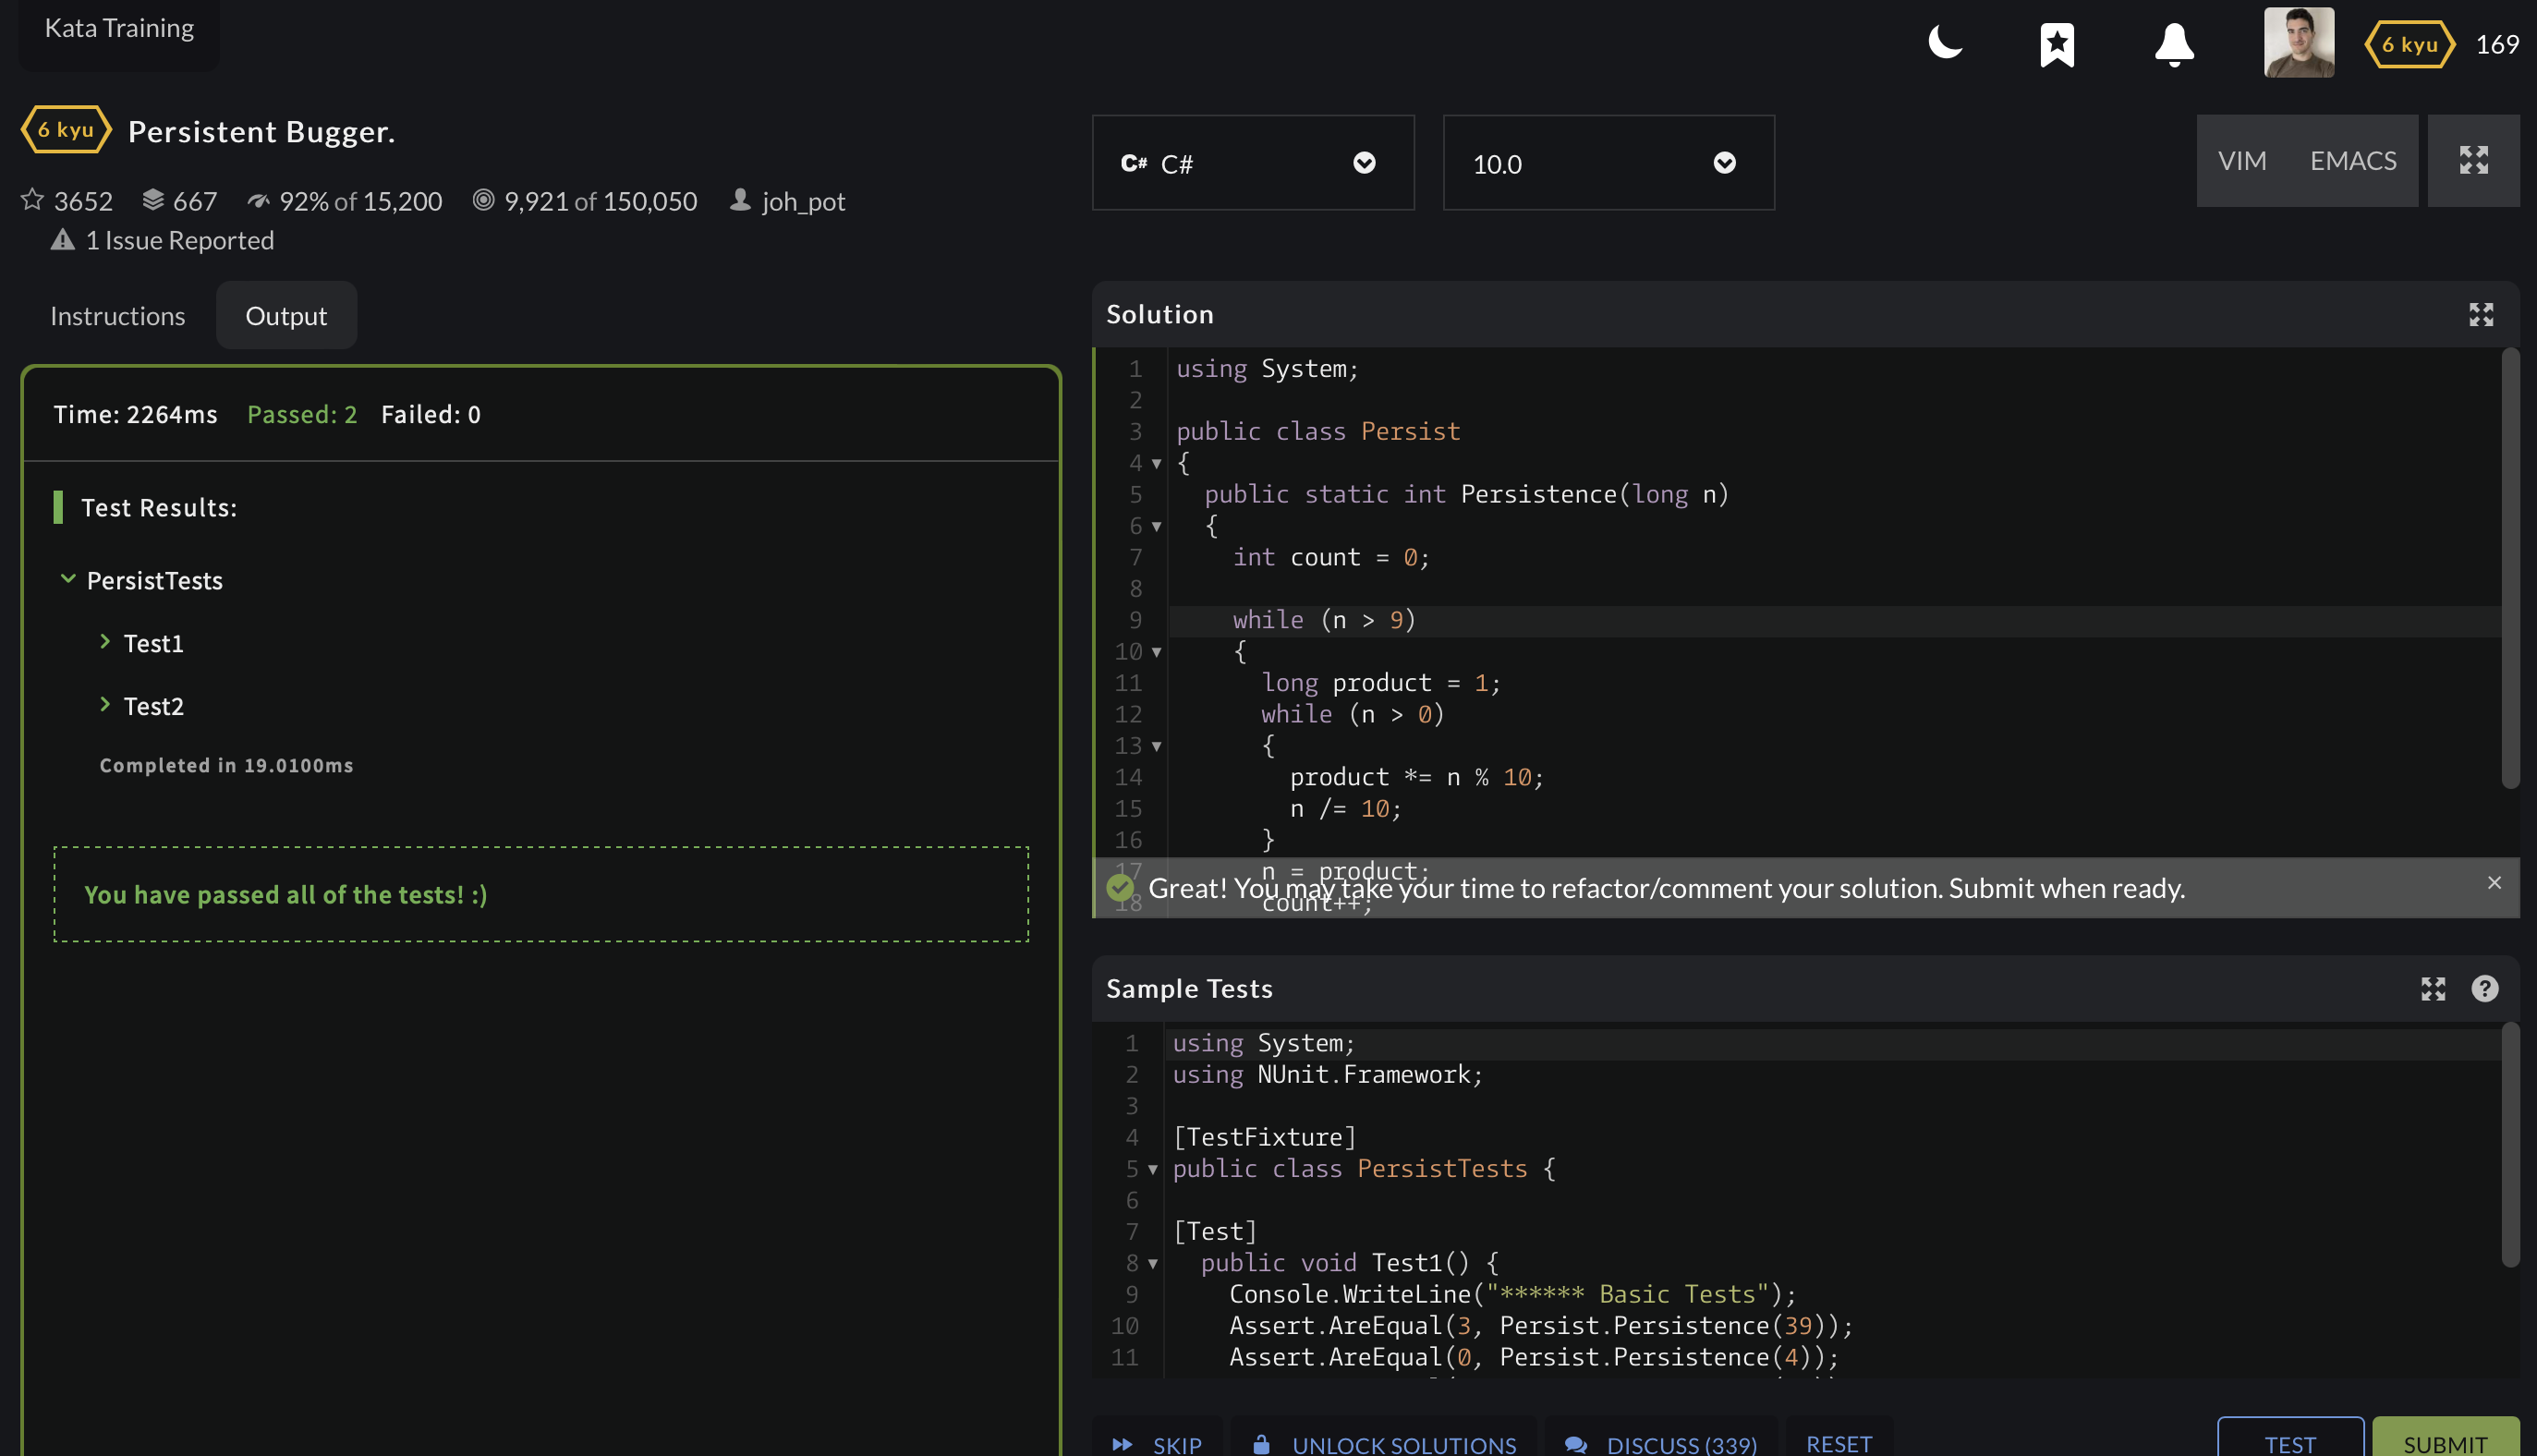 Kata Training
6 kyu 169
6 kyu Persistent Bugger.
3652 667 92% of 15,200 9,921 of 150,050 joh_pot
1 Issue Reported
Instructions Output
Time: 2264ms Passed: 2 Failed: 0
Test Results:
PersistTests
Test1
Test2
Completed in 19.0100ms
You have passed all of the tests! :)
C# C# 10.0 VIM EMACS
Solution
1 using System;
2
3 public class Persist
4 {
5 public static int Persistence(long n)
6 {
7 int count = 0;
8
9 while (n > 9)
10 {
11 long product = 1;
12 while (n > 0)
13 {
14 product *= n % 10;
15 n /= 10;
16 }
17 n = product;
Great! You may take your time to refactor/comment your solution. Submit when ready.
18 count++;
Sample Tests
1 using System;
2 using NUnit.Framework;
3
4 [TestFixture]
5 public class PersistTests {
6
7 [Test]
8 public void Test1() {
9 Console.WriteLine("****** Basic Tests");
10 Assert.AreEqual(3, Persist.Persistence(39));
11 Assert.AreEqual(0, Persist.Persistence(4));
SKIP UNLOCK SOLUTIONS DISCUSS (339) RESET TEST SUBMIT